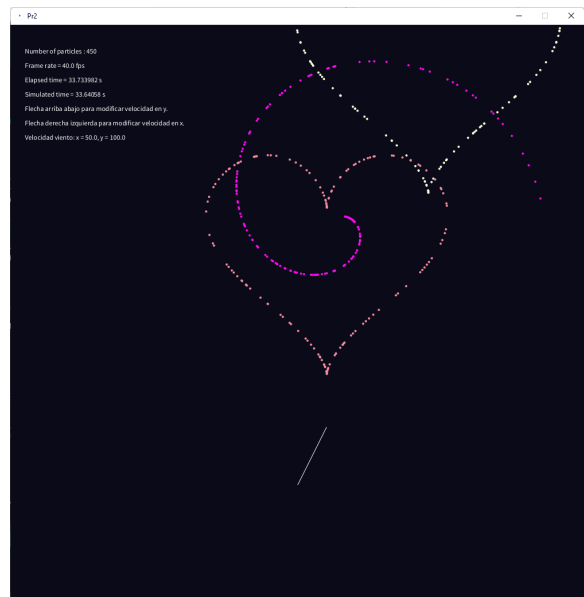 Pr2
Number of particles : 450
Frame rate = 40.0 fps
Elapsed time = 33.733982 s
Simulated time = 33.64058 s
Flecha arriba abajo para modificar velocidad en y.
Flecha derecha izquierda para modificar velocidad en x.
Velocidad viento: x = 50.0, y = 100.0